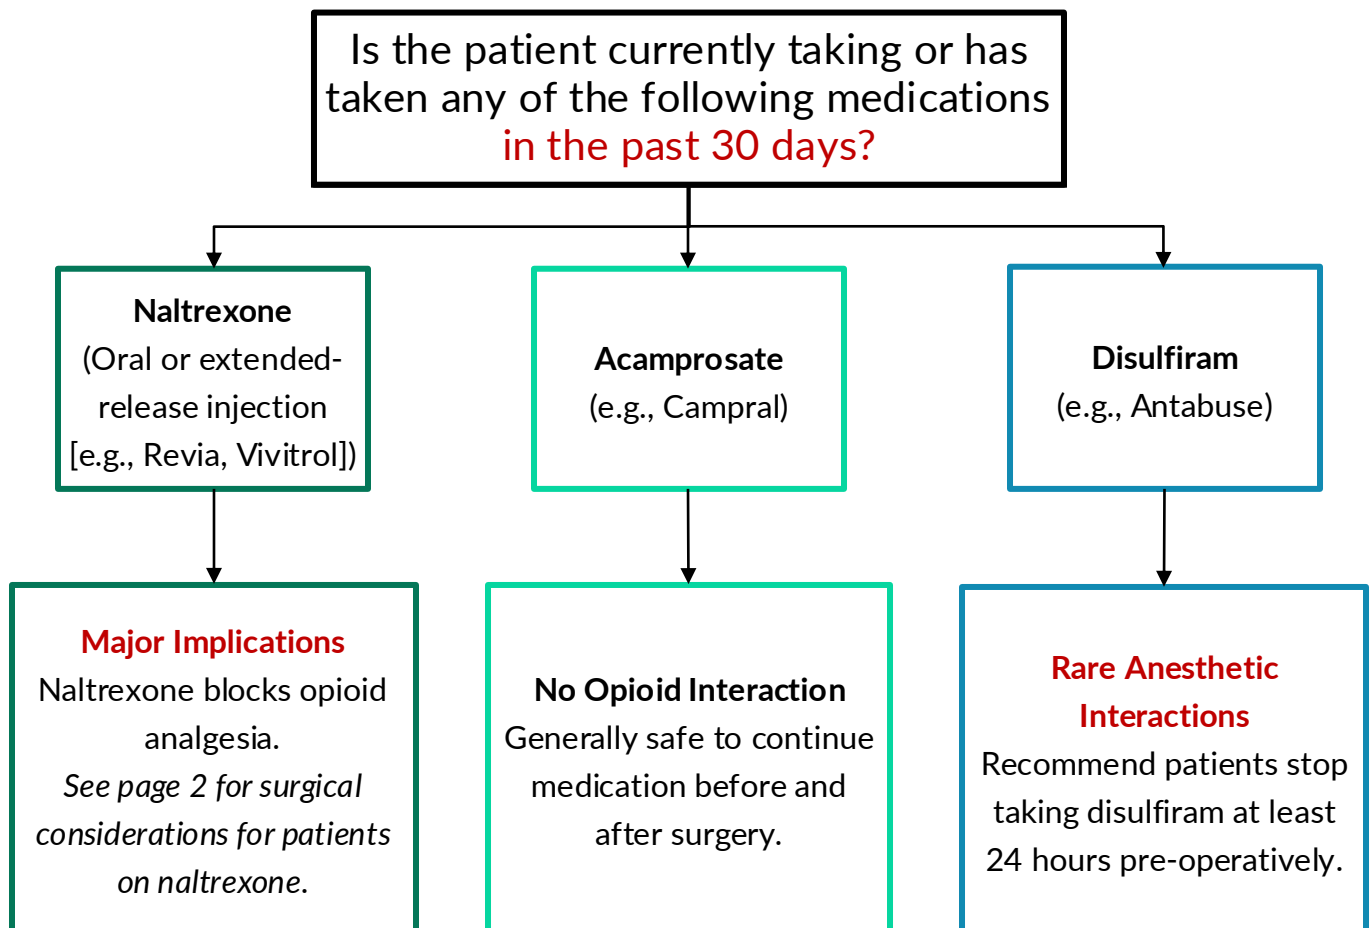 Is the patient currently taking or has
taken any of the following medications
in the past 30 days?
Naltrexone
(Oral or extended-
release injection
[e.g., Revia, Vivitrol])
Acamprosate
(e.g., Campral)
Disulfiram
(e.g., Antabuse)
Major Implications
Naltrexone blocks opioid
analgesia.
See page 2 for surgical
considerations for patients
on naltrexone.
No Opioid Interaction
Generally safe to continue
medication before and
after surgery.
Rare Anesthetic
Interactions
Recommend patients stop
taking disulfiram at least
24 hours pre-operatively.